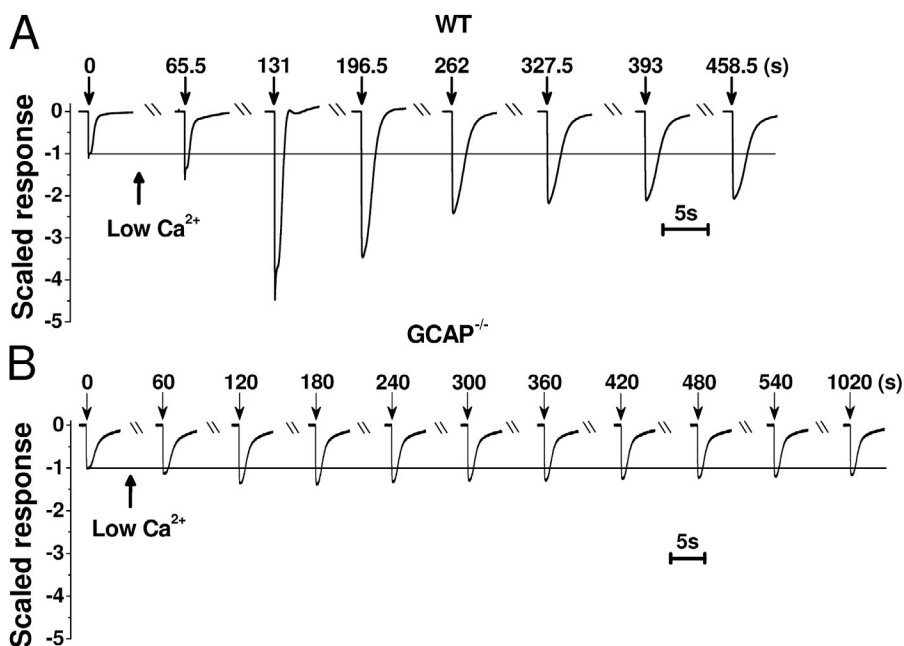 A
WT
0 65.5 131 196.5 262 327.5 393 458.5 (s)
Scaled response
0
-1
-2
-3
-4
-5
Low Ca²⁺
5s
GCAP⁻/⁻
B
0 60 120 180 240 300 360 420 480 540 1020 (s)
Scaled response
0
-1
-2
-3
-4
-5
Low Ca²⁺
5s